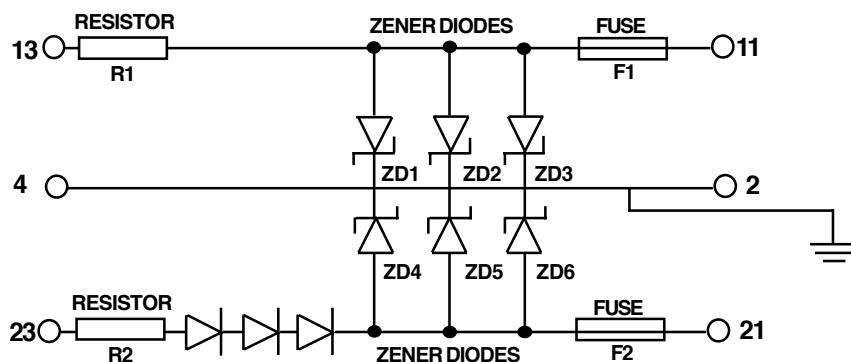 RESISTOR
ZENER DIODES
FUSE
13
11
R1
F1
ZD1
ZD2
ZD3
4
2
ZD4
ZD5
ZD6
RESISTOR
FUSE
23
21
R2
ZENER DIODES
F2